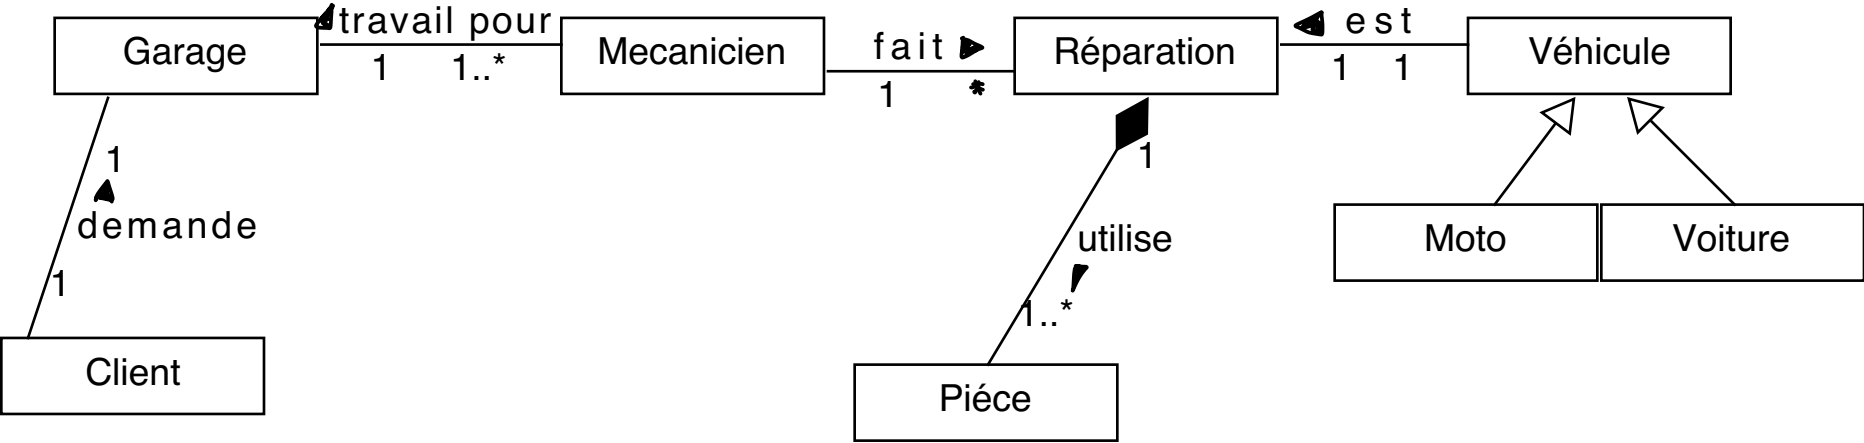 travail pour
est
Garage
Mecanicien
fait
Réparation
Véhicule
1
1..*
1
*
1
1
1
1
demande
1
utilise
1..*
Moto
Voiture
Client
Piéce